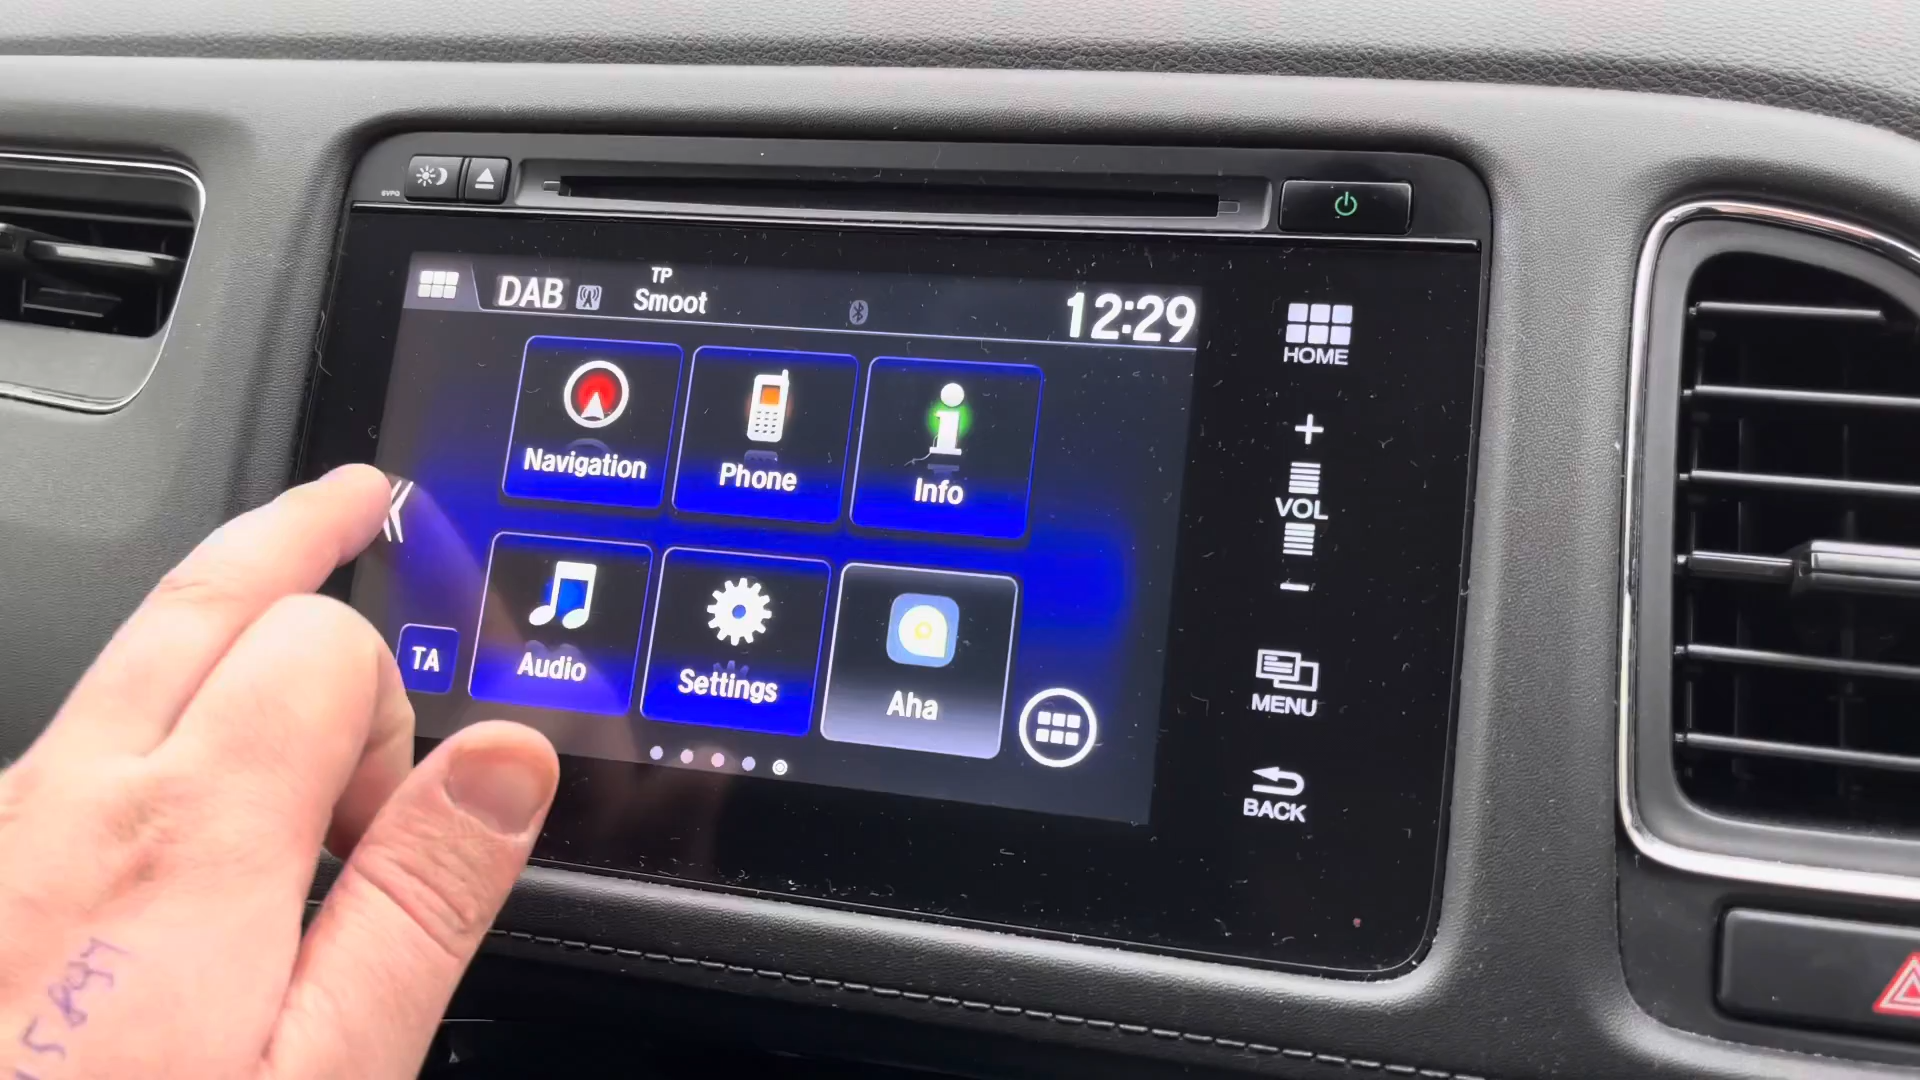 DAB
TP
Smoot
12:29
HOME
Navigation
Phone
Info
+
VOL
-
TA
Audio
Settings
Aha
MENU
BACK